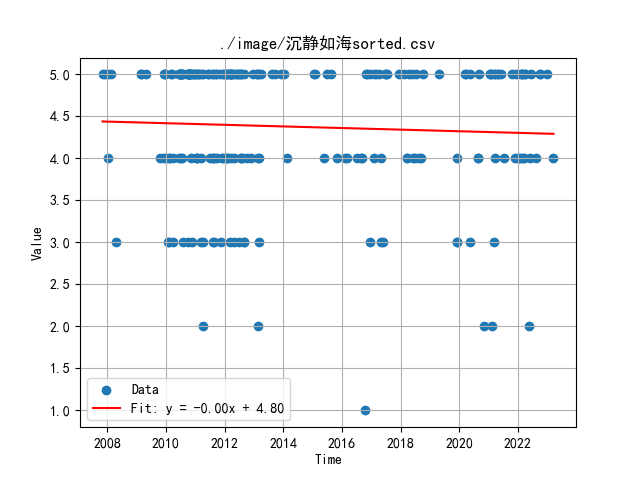 ./image/沉静如海sorted.csv
5.0
4.5
4.0
3.5
3.0
2.5
2.0
1.5
1.0
Value
Data
Fit: y = -0.00x + 4.80
2008 2010 2012 2014 2016 2018 2020 2022
Time